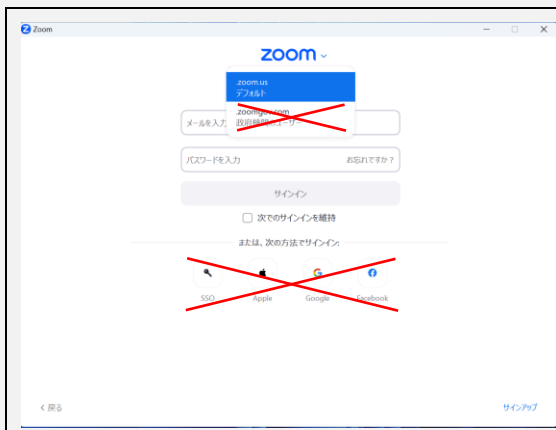 Zoom
zoom
.zoom.us
デフォルト
.zoomgov.com
政府機関のユーザー
メールを入力
パスワードを入力 お忘れですか？
サインイン
次でのサインインを維持
または、次の方法でサインイン:
SSO Apple Google Facebook
戻る サインアップ